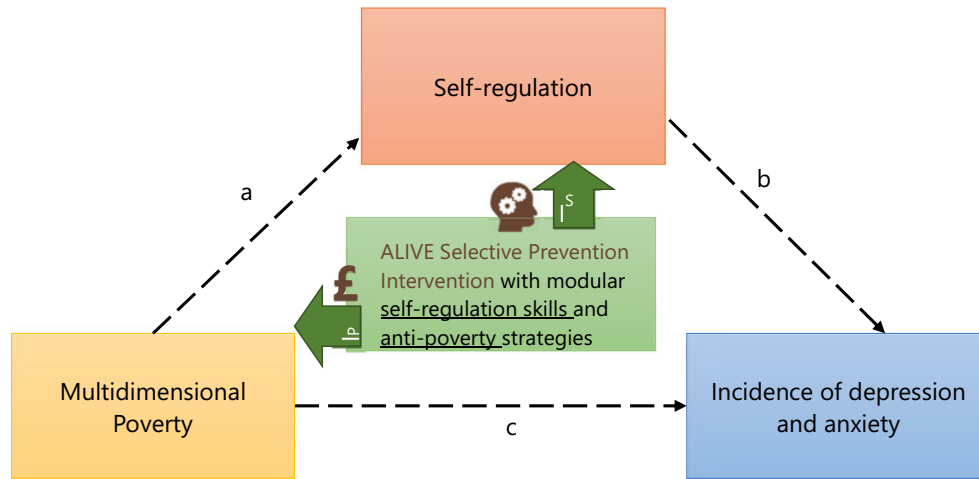 Self-regulation
a
b
I^S
ALIVE Selective Prevention
Intervention with modular
self-regulation skills and
anti-poverty strategies
£
I^P
Multidimensional
Poverty
c
Incidence of depression
and anxiety